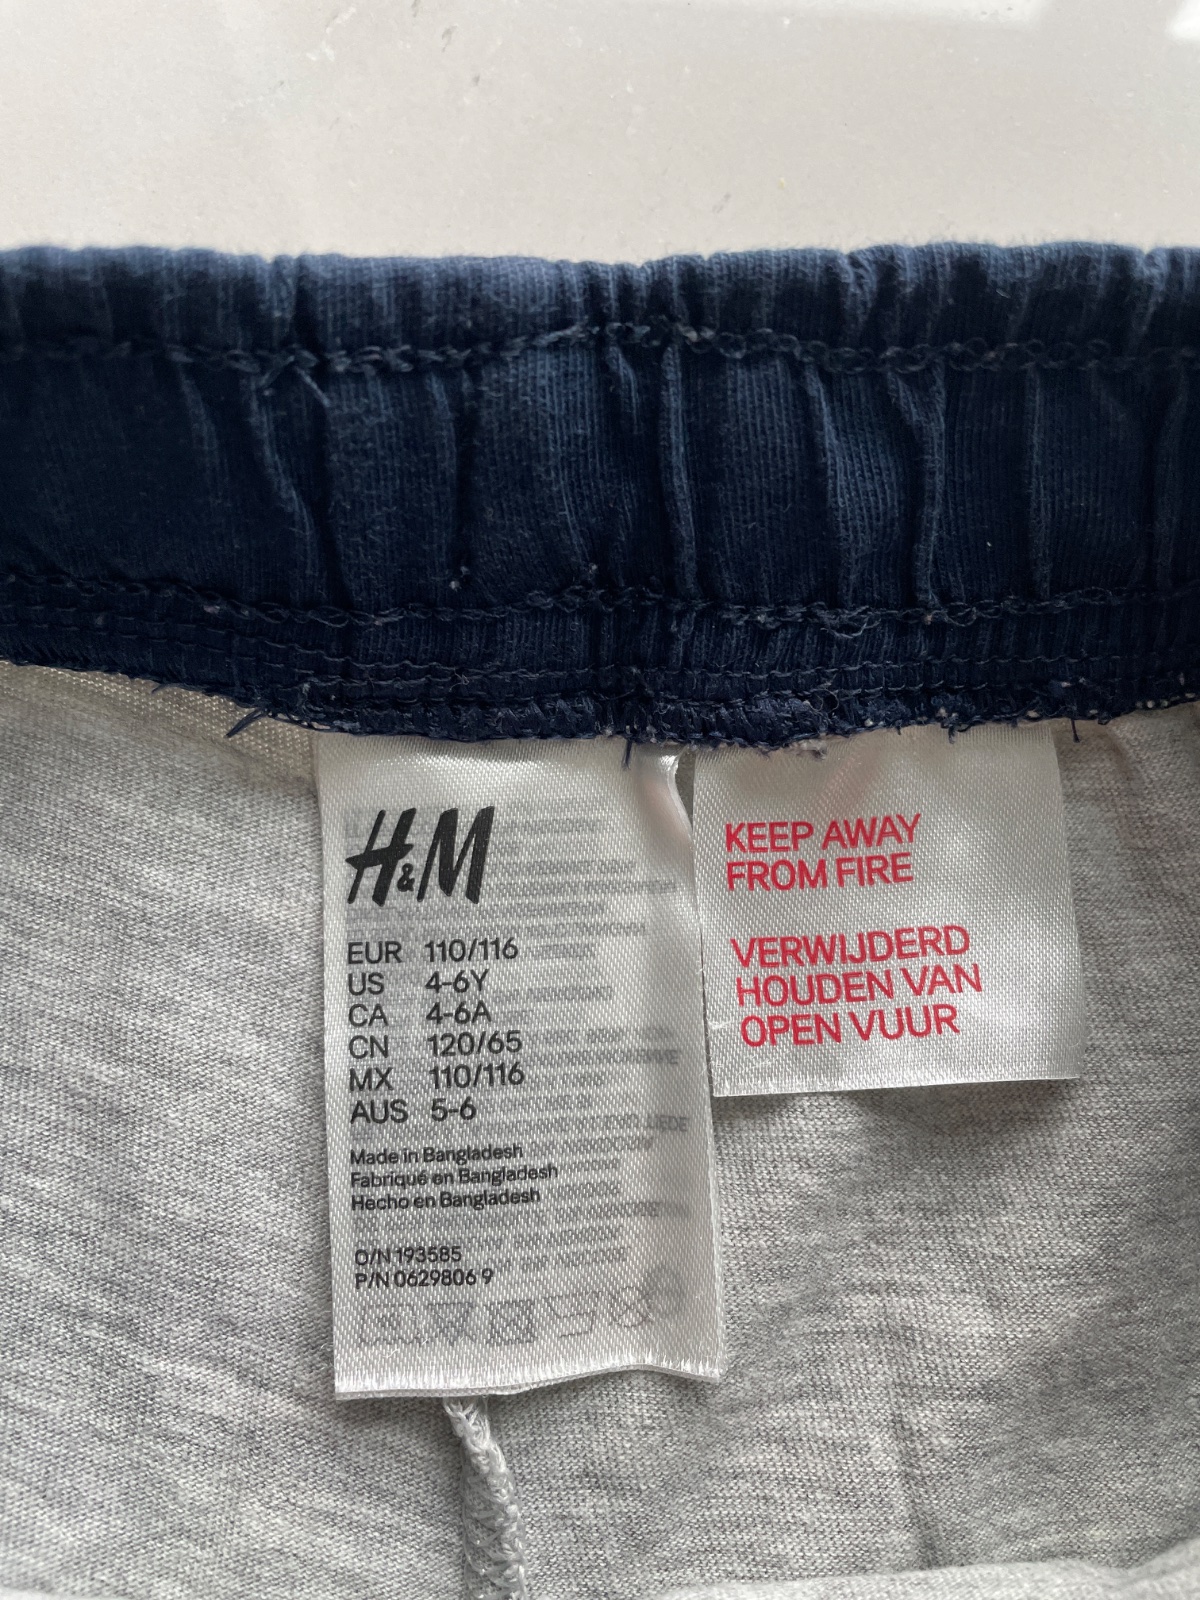 H&M
EUR 110/116
US 4-6Y
CA 4-6A
CN 120/65
MX 110/116
AUS 5-6
Made in Bangladesh
Fabriqué en Bangladesh
Hecho en Bangladesh
O/N 193585
P/N 0629806 9
KEEP AWAY
FROM FIRE
VERWIJDERD
HOUDEN VAN
OPEN VUUR